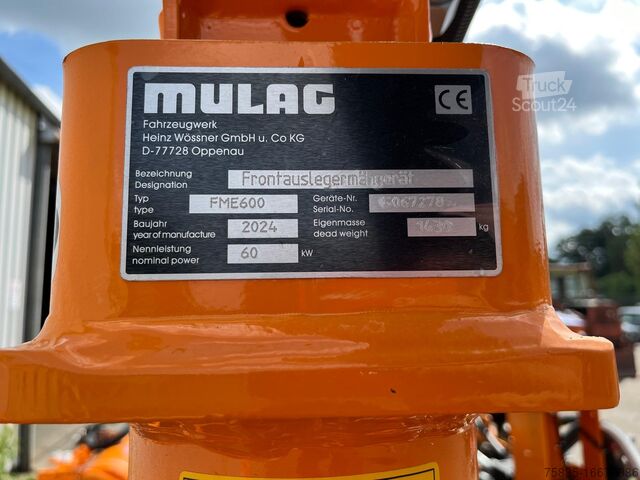 MULAG
CE
Truck
Scout24
Fahrzeugwerk
Heinz Wössner GmbH u. Co KG
D-77728 Oppenau
Bezeichnung
Designation
Frontauslegermähgerät
Typ
type
FME600
Geräte-Nr.
Serial-No.
Baujahr
year of manufacture
2024
Eigenmasse
dead weight
kg
Nennleistung
nominal power
60 kW